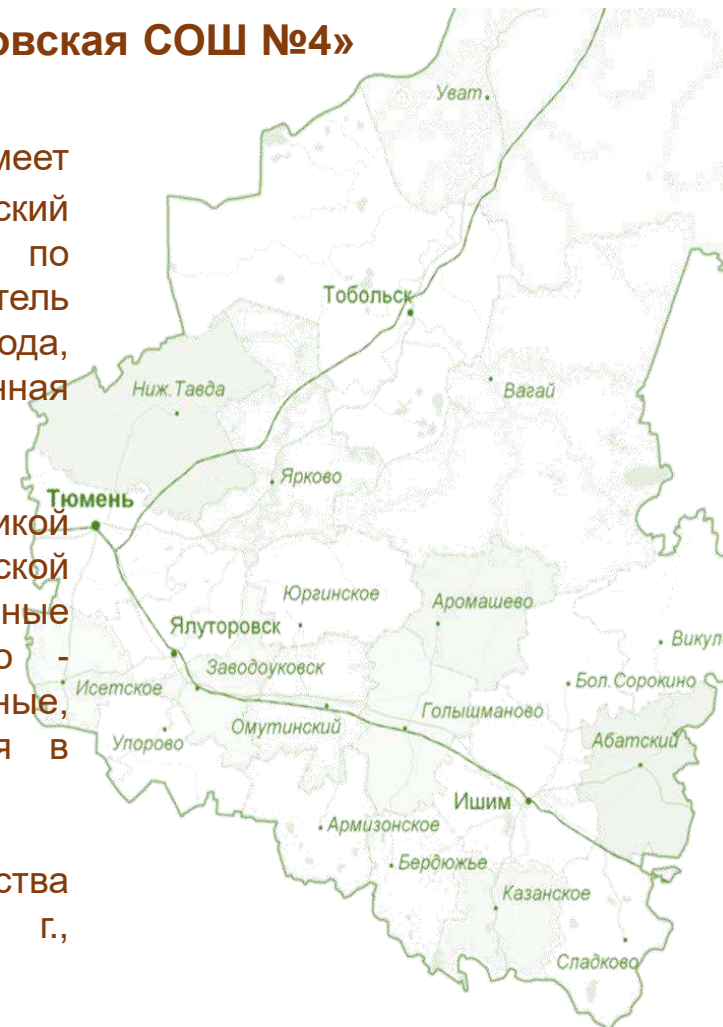 овская СОШ №4»
меет
ский
по
тель
ода,
нная
икой
ской
ные
о -
ные,
я в
ства
г.,
Уват
Тобольск
Ниж.Тавда
Вагай
Ярково
Тюмень
Юргинское
Аромашево
Ялуторовск
Викул
Заводоуковск
Бол.Сорокино
Исетское
Голышманово
Омутинский
Упорово
Абатский
Ишим
Армизонское
Бердюжье
Казанское
Сладково